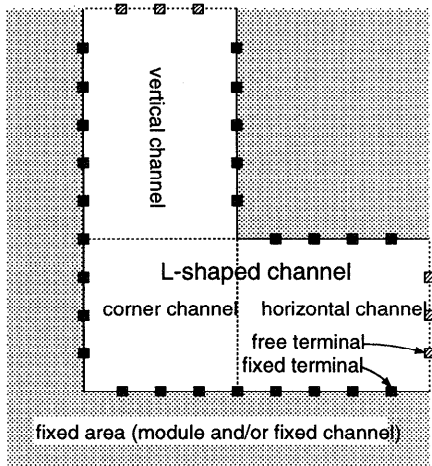 vertical channel
L-shaped channel
corner channel
horizontal channel
free terminal
fixed terminal
fixed area (module and/or fixed channel)